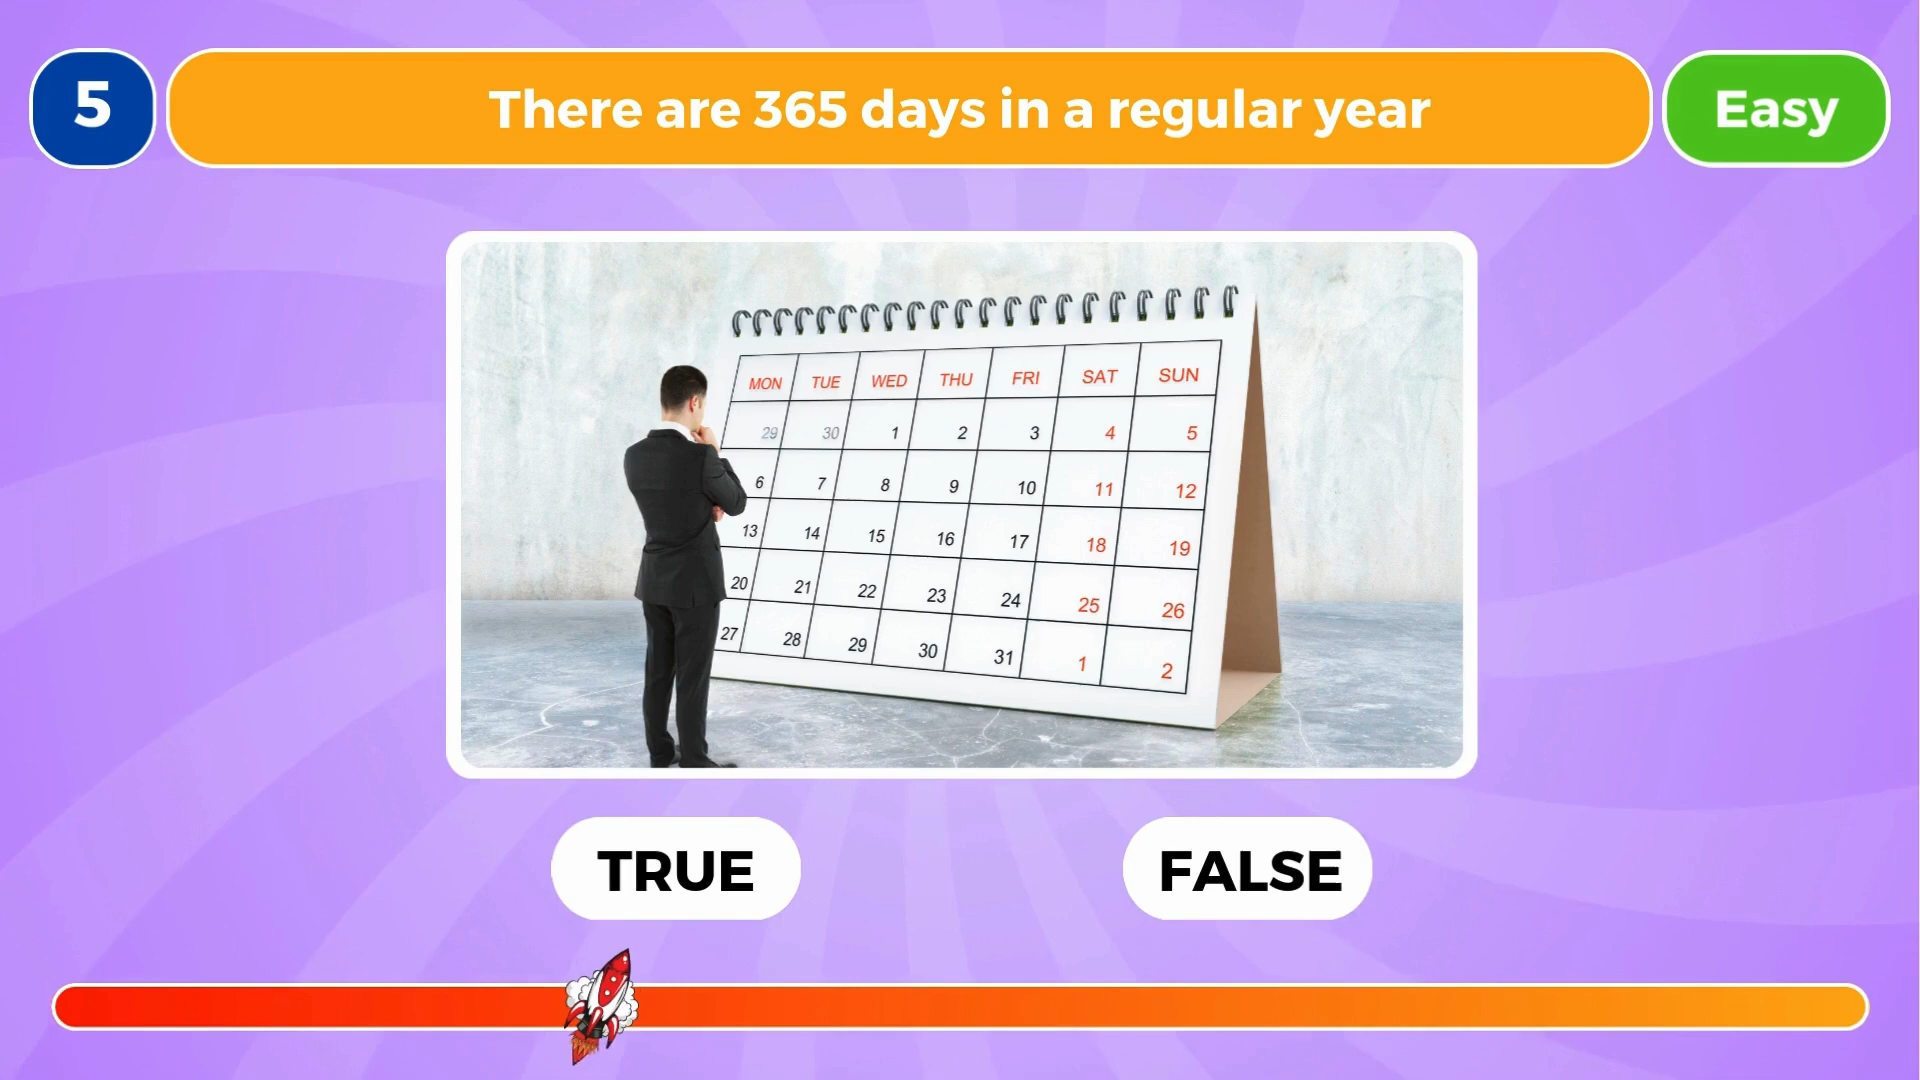 5
There are 365 days in a regular year
Easy
MON TUE WED THU FRI SAT SUN
29 30 1 2 3 4 5
6 7 8 9 10 11 12
13 14 15 16 17 18 19
20 21 22 23 24 25 26
27 28 29 30 31 1 2
TRUE
FALSE